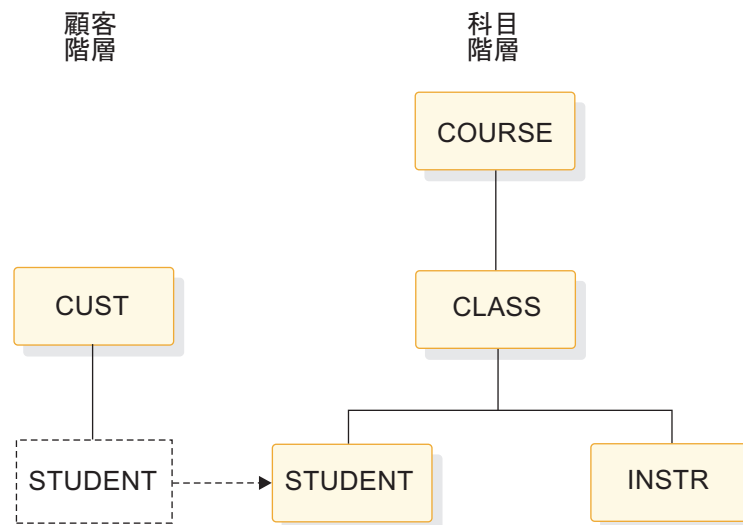 顧客
階層
科目
階層
COURSE
CUST
CLASS
STUDENT
STUDENT
INSTR